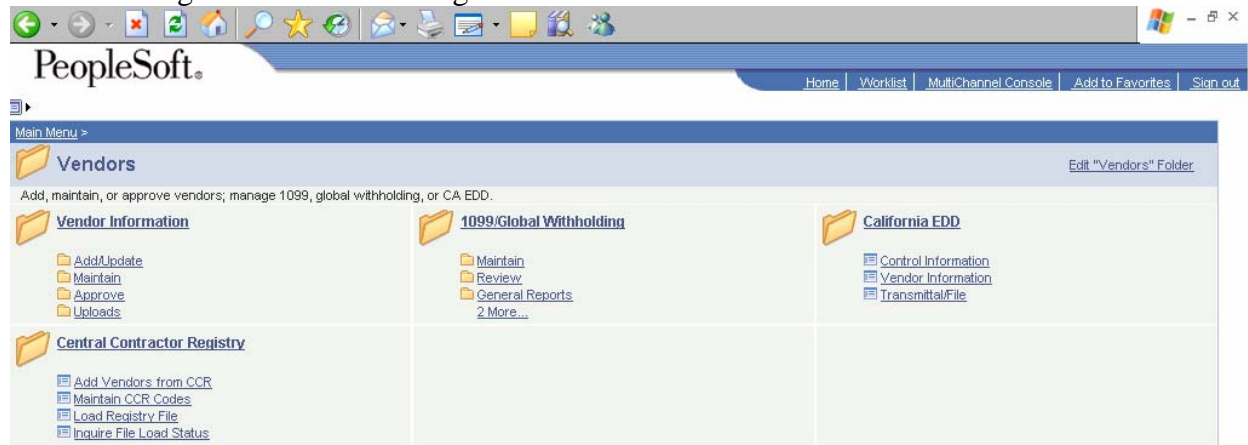 PeopleSoft®
Home | Worklist | MultiChannel Console | Add to Favorites | Sign out
Main Menu >
Vendors
Edit "Vendors" Folder
Add, maintain, or approve vendors; manage 1099, global withholding, or CA EDD.
Vendor Information
Add/Update
Maintain
Approve
Uploads
1099/Global Withholding
Maintain
Review
General Reports
2 More...
California EDD
Control Information
Vendor Information
Transmittal/File
Central Contractor Registry
Add Vendors from CCR
Maintain CCR Codes
Load Registry File
Inquire File Load Status